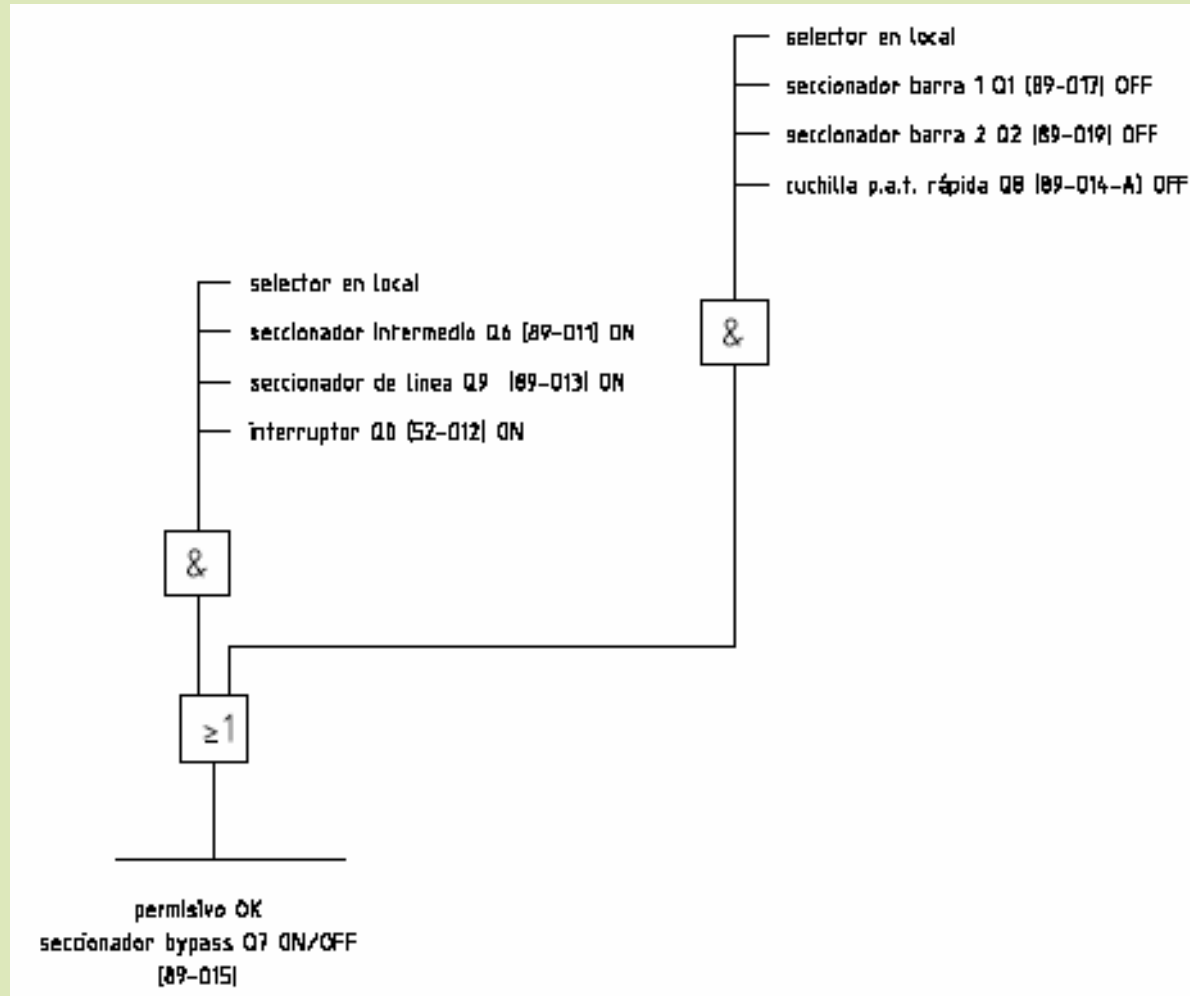 selector en local
seccionador barra 1 Q1 (89-017) OFF
seccionador barra 2 Q2 (89-019) OFF
cuchilla p.a.t. rápida Q8 (89-014-A) OFF
&
selector en local
seccionador intermedio Q6 (89-011) ON
seccionador de linea Q9 (89-013) ON
interruptor Q0 (52-012) ON
&
≥1
permisivo OK
seccionador bypass Q7 ON/OFF
(89-015)